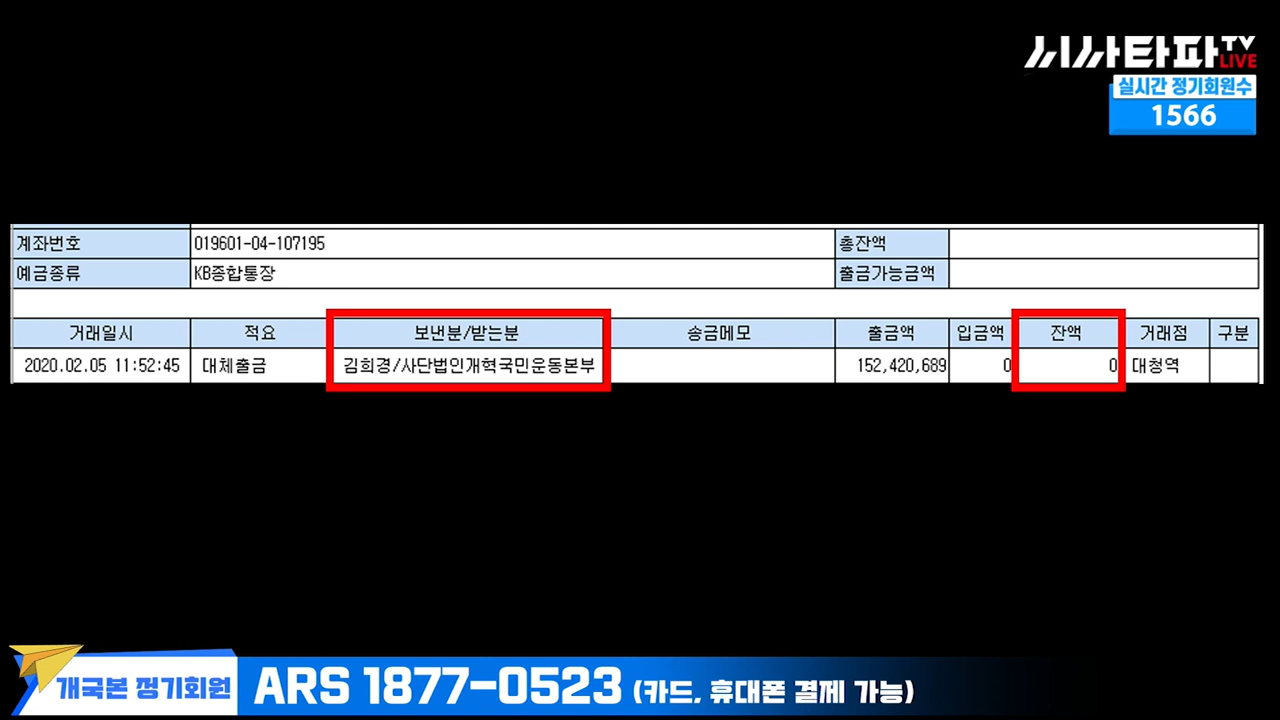 씨사타파TV
LIVE
실시간 정기회원수
1566
계좌번호 019601-04-107195 총잔액
예금종류 KB종합통장 출금가능금액
거래일시 적요 보낸분/받는분 송금메모 출금액 입금액 잔액 거래점 구분
2020.02.05 11:52:45 대체출금 김희경/사단법인개혁국민운동본부 152,420,689 0 0 대청역
개국본 정기회원 ARS 1877-0523 (카드, 휴대폰 결제 가능)